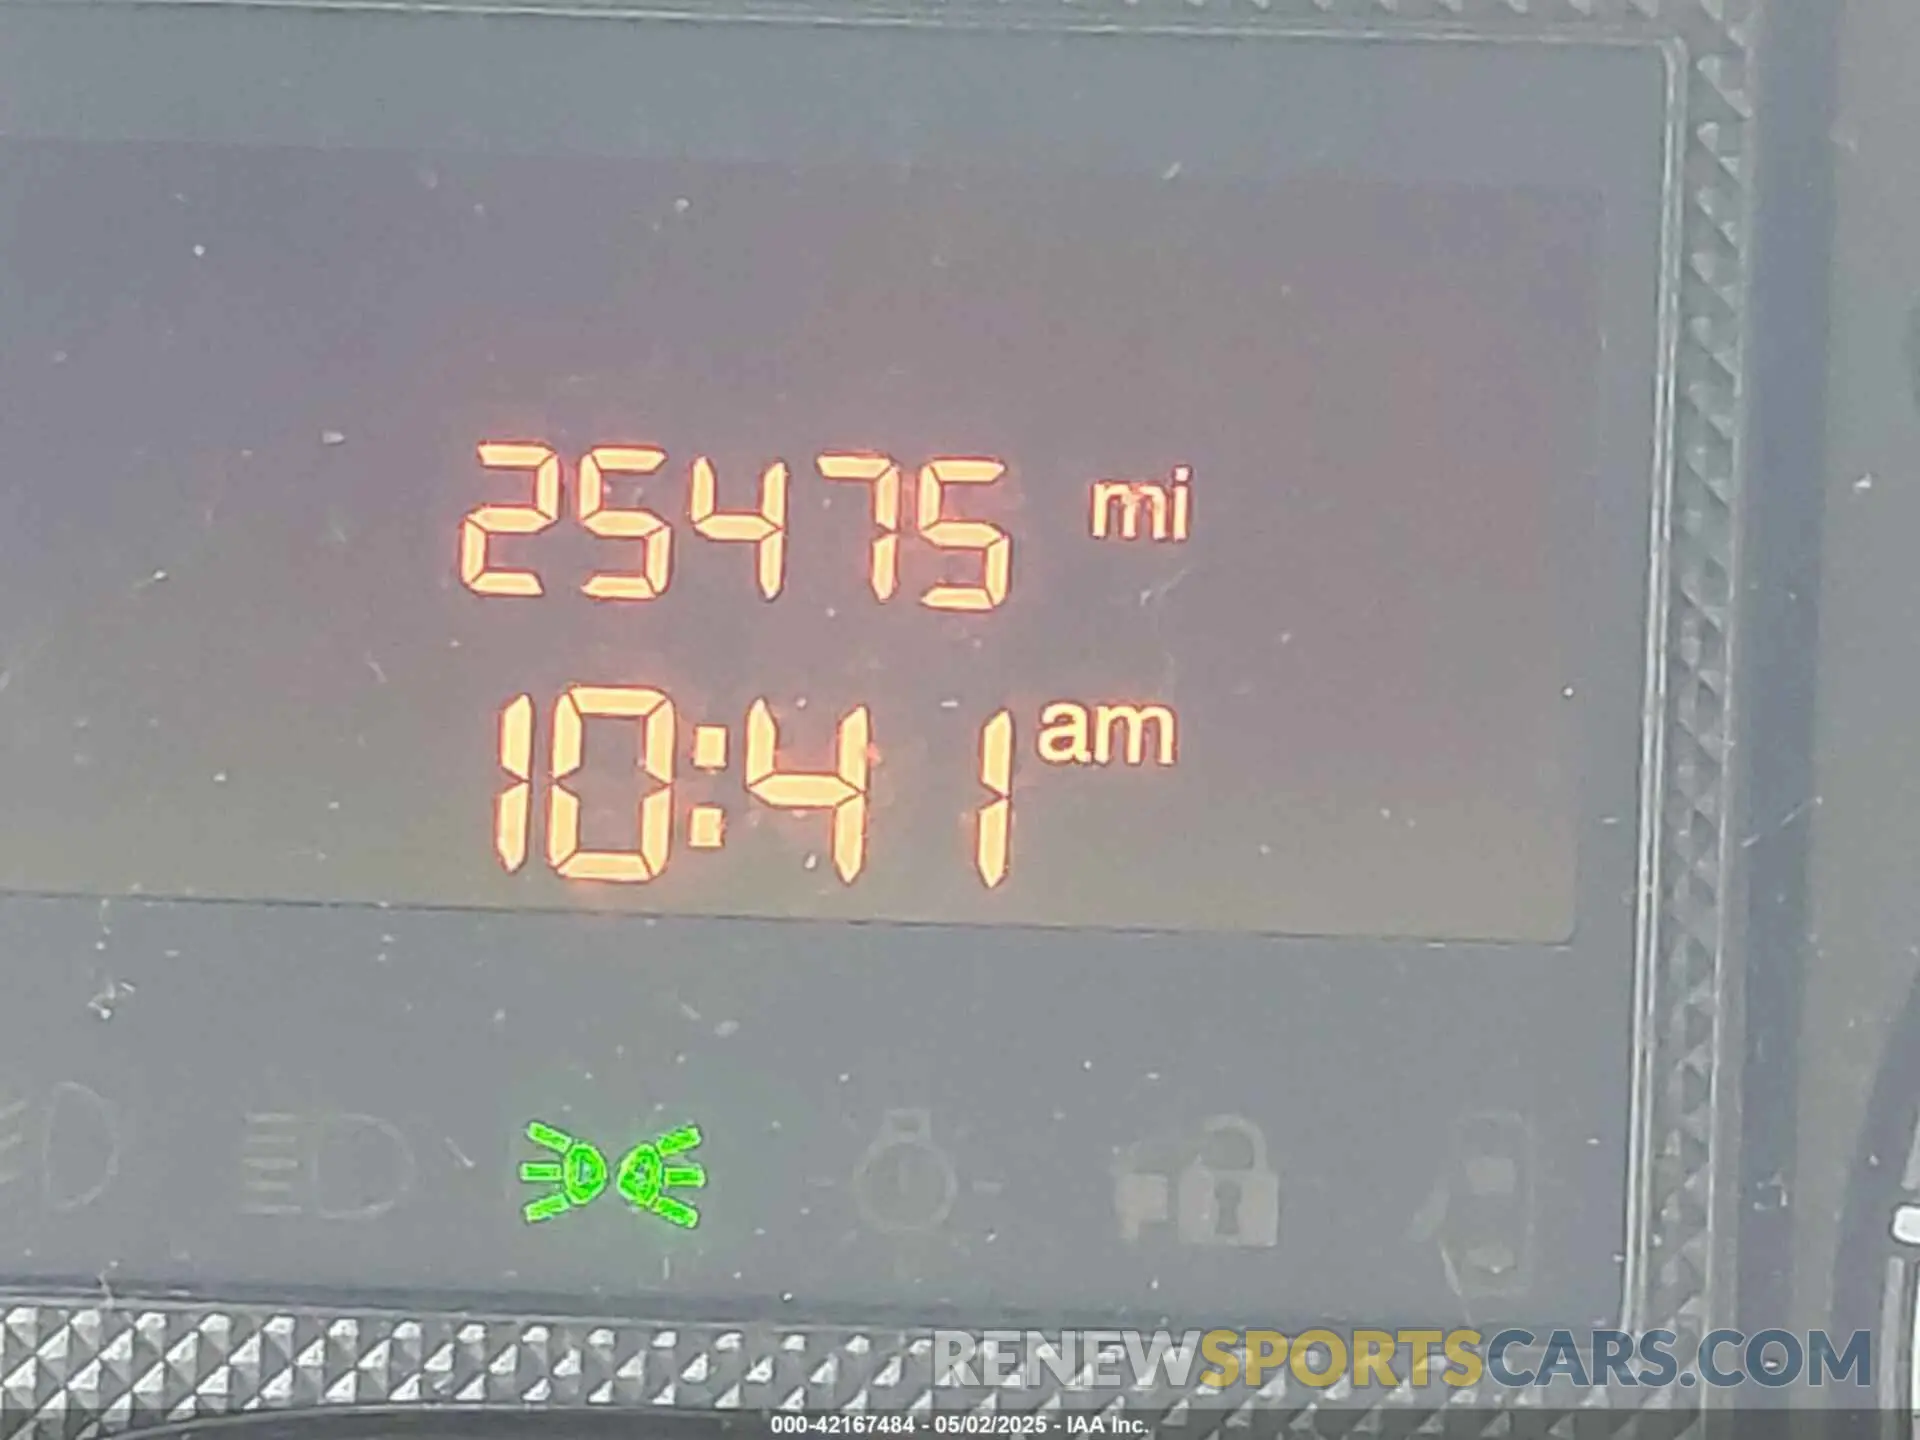 25475 mi
10:41 am
RENEWSPORTSCARS.COM
000-42167484 - 05/02/2025 - IAA Inc.